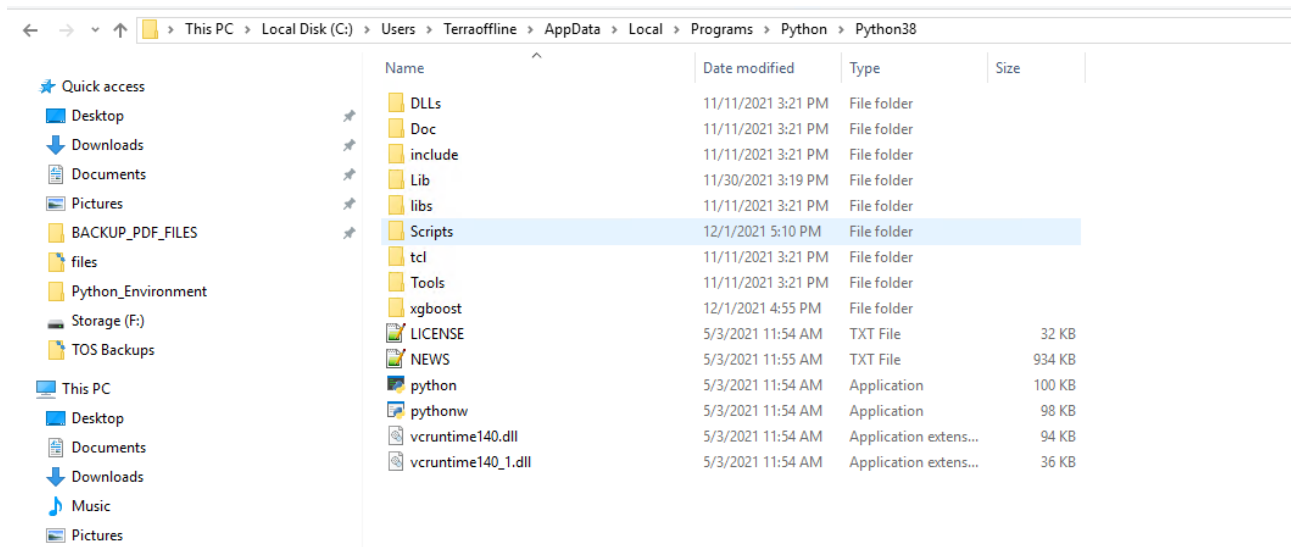 This PC > Local Disk (C:) > Users > Terraoffline > AppData > Local > Programs > Python > Python38
Quick access
Desktop
Downloads
Documents
Pictures
BACKUP_PDF_FILES
files
Python_Environment
Storage (F:)
TOS Backups
This PC
Desktop
Documents
Downloads
Music
Pictures
Name Date modified Type Size
DLLs 11/11/2021 3:21 PM File folder
Doc 11/11/2021 3:21 PM File folder
include 11/11/2021 3:21 PM File folder
Lib 11/30/2021 3:19 PM File folder
libs 11/11/2021 3:21 PM File folder
Scripts 12/1/2021 5:10 PM File folder
tcl 11/11/2021 3:21 PM File folder
Tools 11/11/2021 3:21 PM File folder
xgboost 12/1/2021 4:55 PM File folder
LICENSE 5/3/2021 11:54 AM TXT File 32 KB
NEWS 5/3/2021 11:55 AM TXT File 934 KB
python 5/3/2021 11:54 AM Application 100 KB
pythonw 5/3/2021 11:54 AM Application 98 KB
vcruntime140.dll 5/3/2021 11:54 AM Application extens... 94 KB
vcruntime140_1.dll 5/3/2021 11:54 AM Application extens... 36 KB